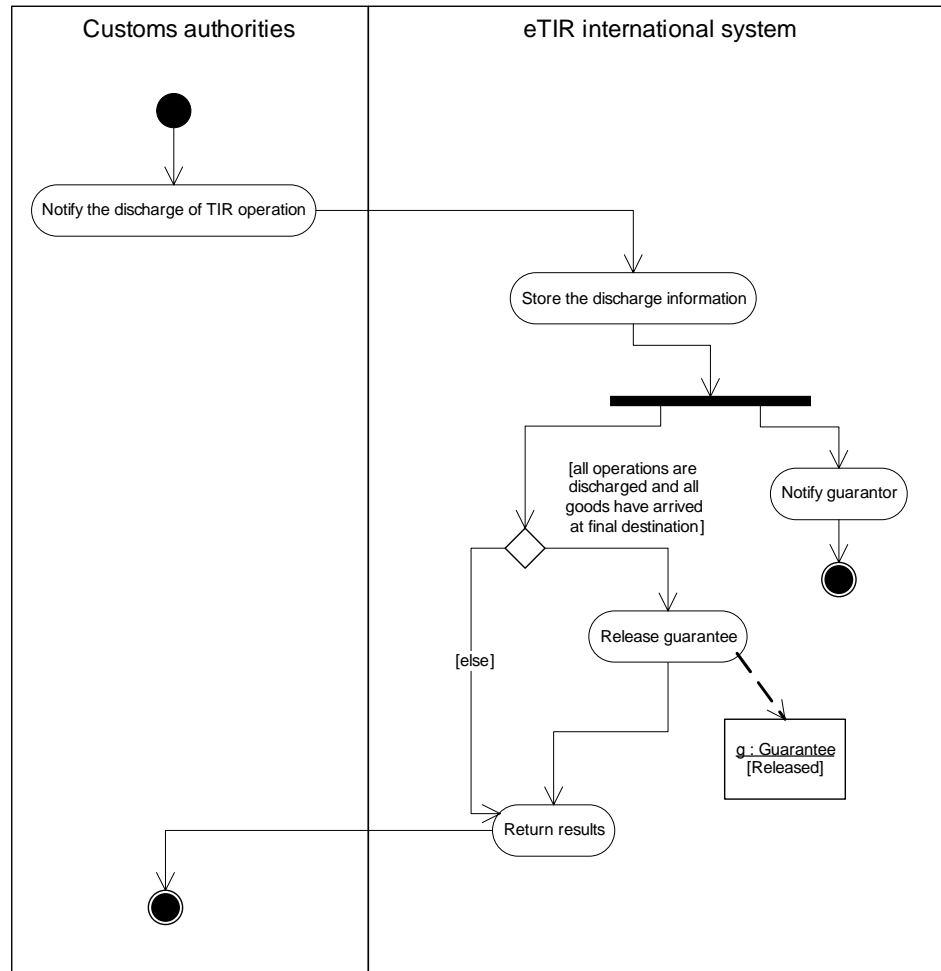 Customs authorities
eTIR international system
Notify the discharge of TIR operation
Store the discharge information
[all operations are
discharged and all
goods have arrived
at final destination]
Notify guarantor
Release guarantee
[else]
g : Guarantee
[Released]
Return results